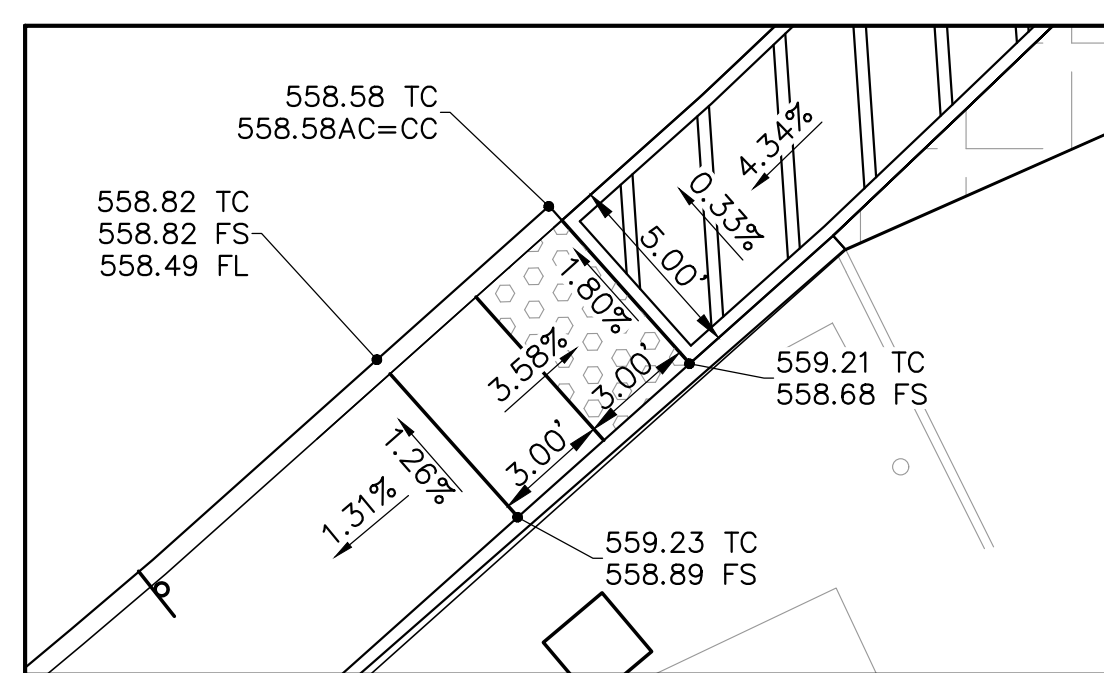 558.58 TC
558.58AC=CC
558.82 TC
558.82 FS
558.49 FL
4.34%
0.33%
5.00'
1.80%
3.58%
3.00'
559.21 TC
558.68 FS
3.00'
1.26%
1.31%
559.23 TC
558.89 FS